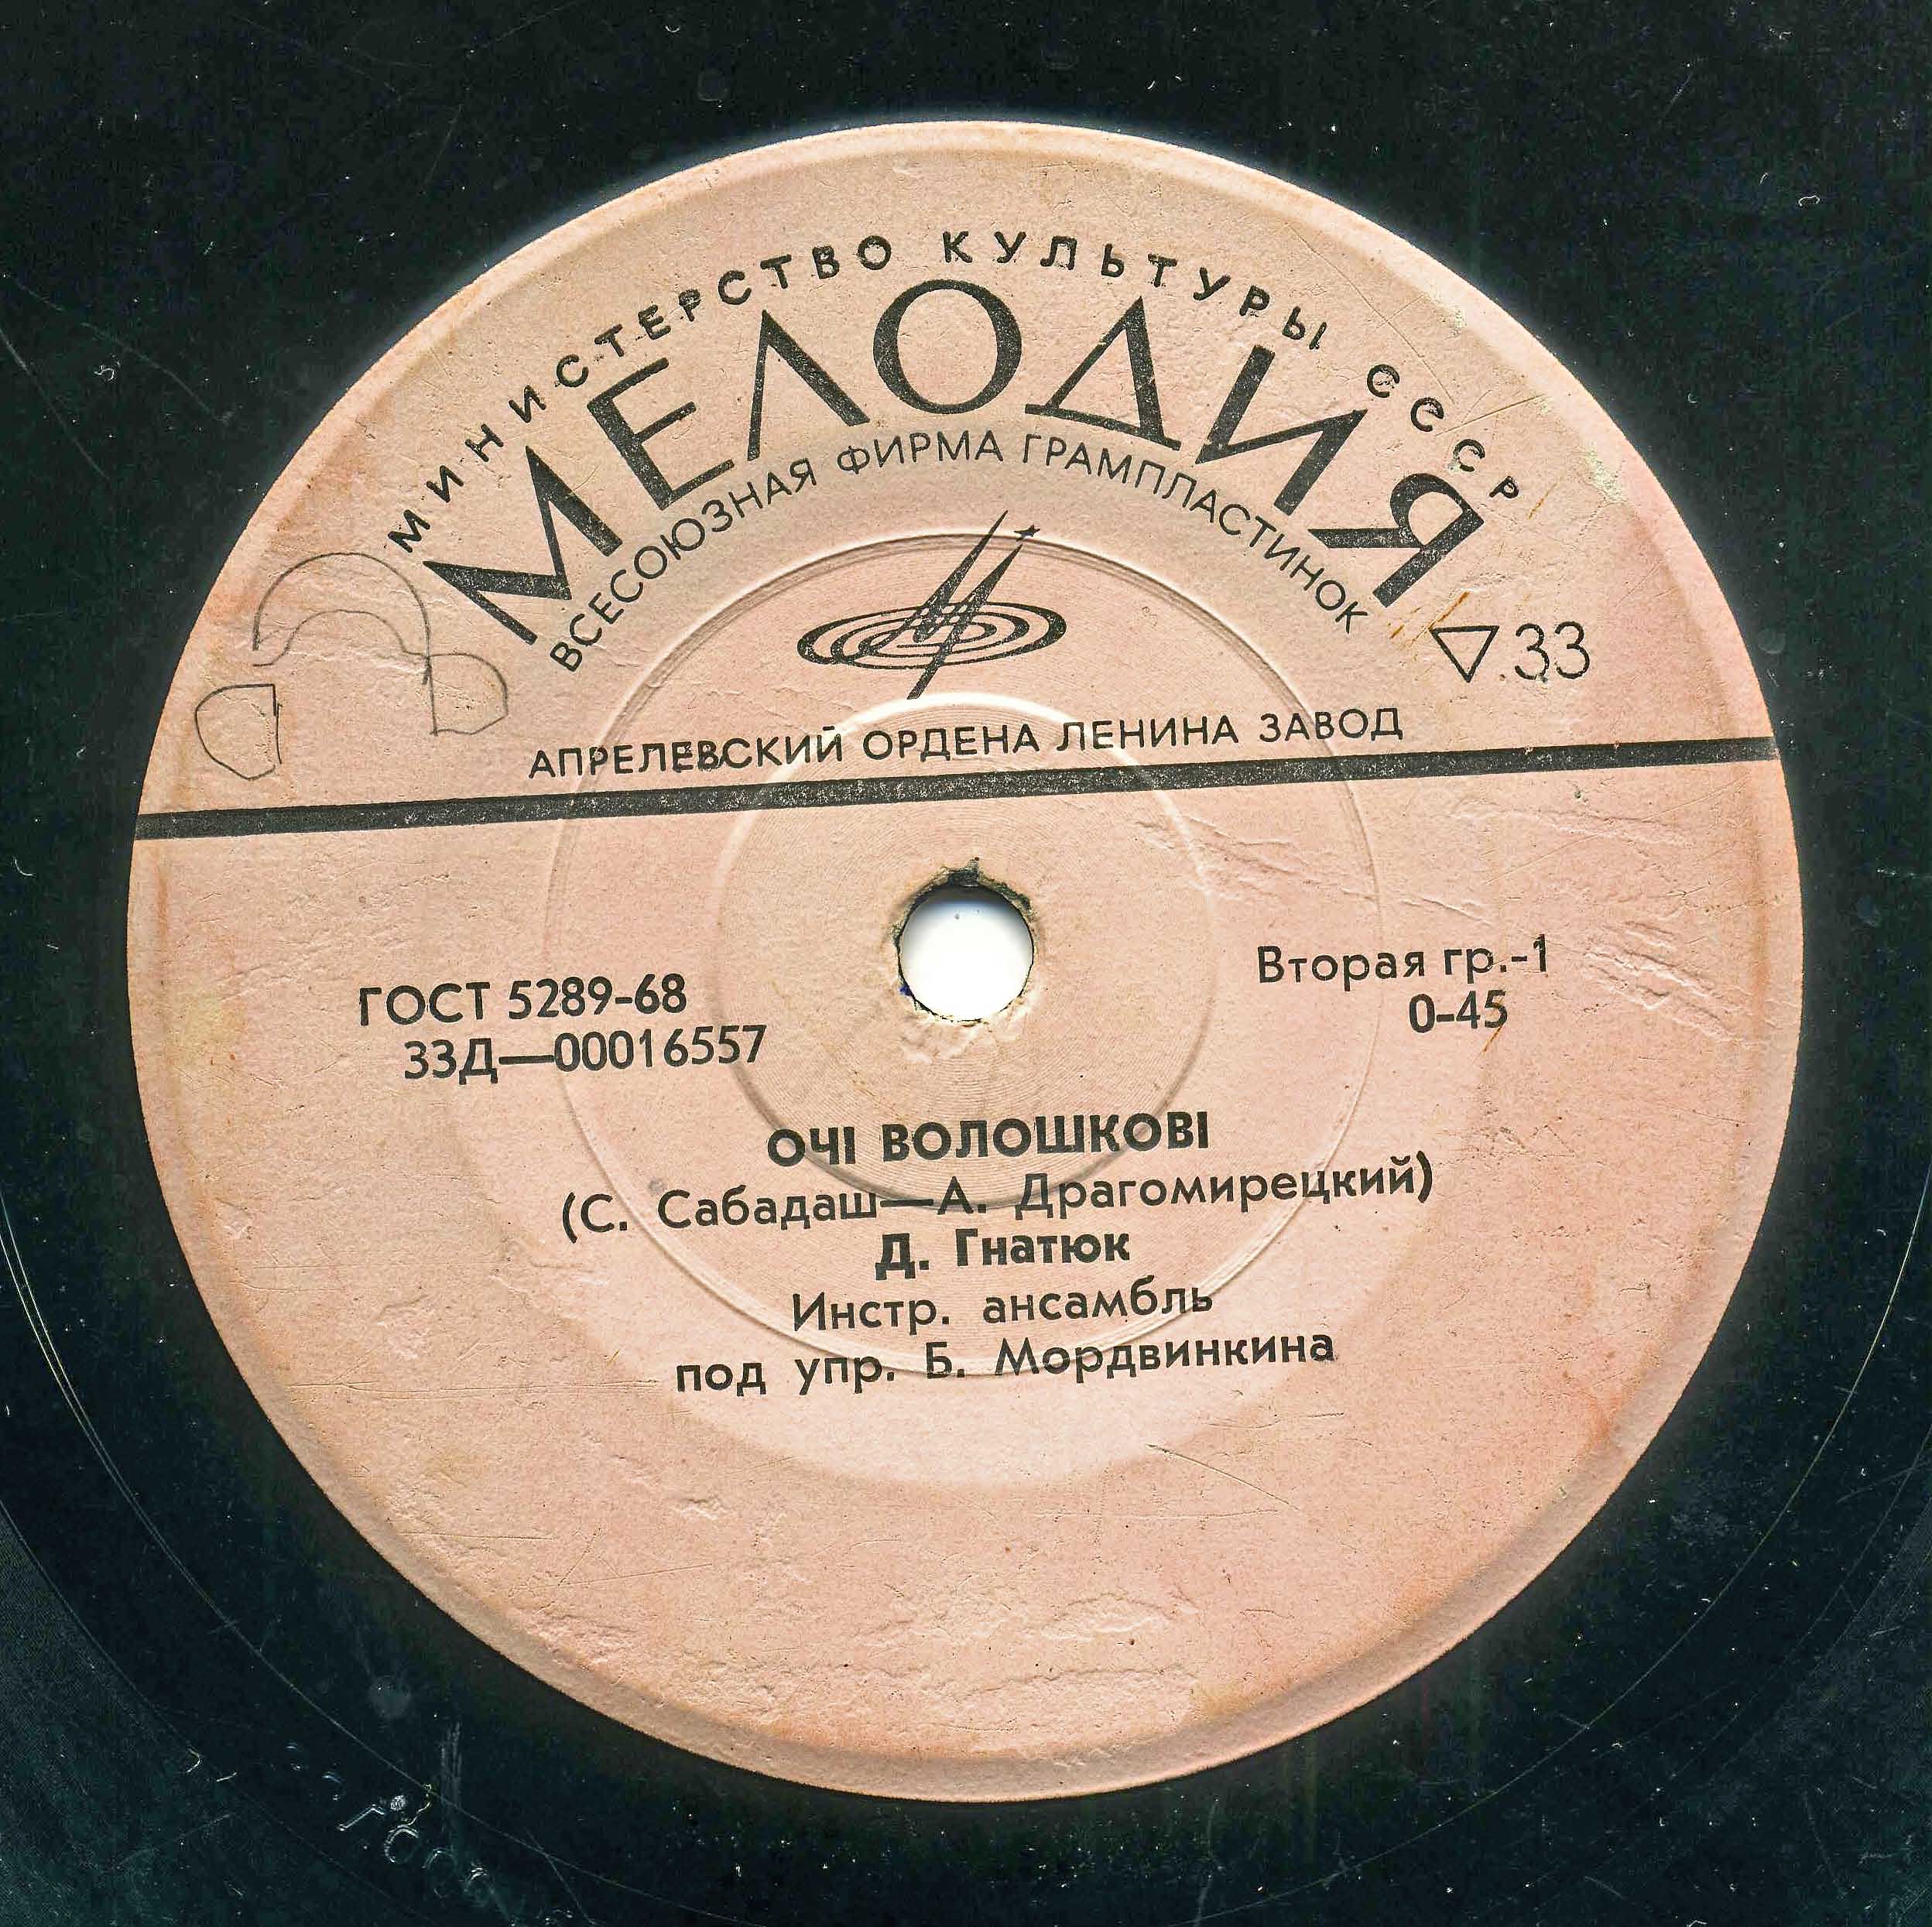 МИНИСТЕРСТВО КУЛЬТУРЫ СССР
МЕЛОДИЯ
ВСЕСОЮЗНАЯ ФИРМА ГРАМПЛАСТИНОК
33
АПРЕЛЕВСКИЙ ОРДЕНА ЛЕНИНА ЗАВОД
ГОСТ 5289-68
33Д—00016557
Вторая гр.-1
0-45
ОЧІ ВОЛОШКОВІ
(С. Сабадаш—А. Драгомирецкий)
Д. Гнатюк
Инстр. ансамбль
под упр. Б. Мордвинкина